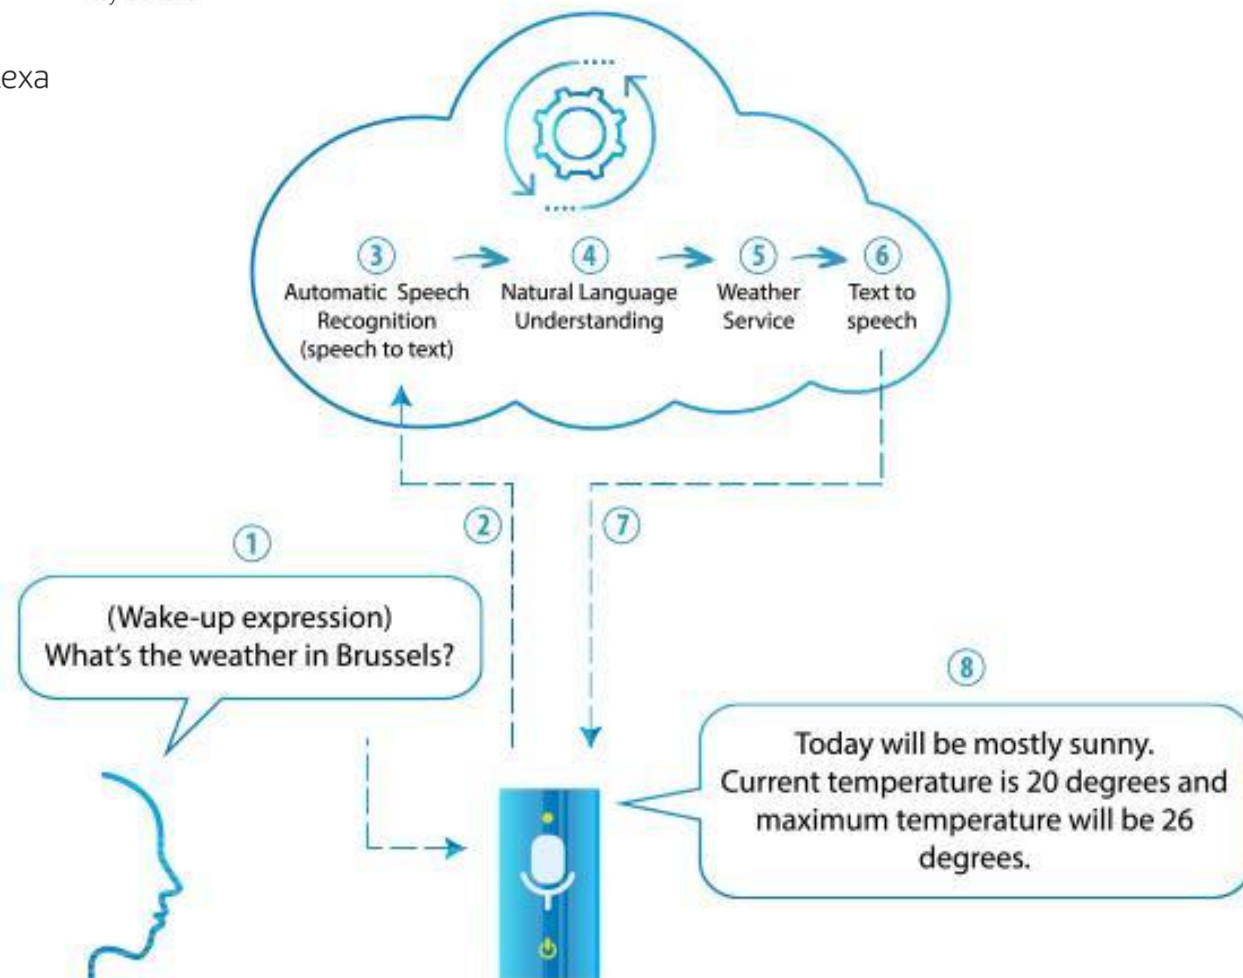 exa
③
④
⑤
⑥
Automatic Speech
Recognition
(speech to text)
Natural Language
Understanding
Weather
Service
Text to
speech
②
⑦
①
(Wake-up expression)
What's the weather in Brussels?
⑧
Today will be mostly sunny.
Current temperature is 20 degrees and
maximum temperature will be 26
degrees.